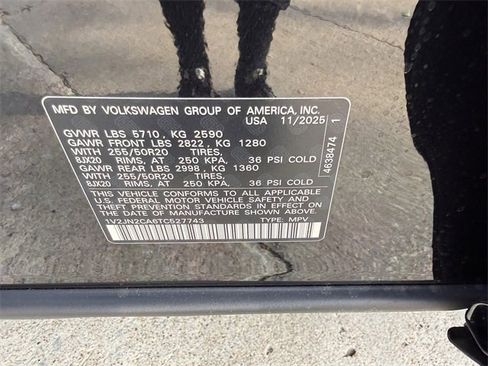 MFD BY VOLKSWAGEN GROUP OF AMERICA, INC.
USA 11/2025
GVWR LBS 5710 , KG 2590
GAWR FRONT LBS 2822 , KG 1280
WITH 255/50R20 TIRES,
8JX20 RIMS, AT 250 KPA, 36 PSI COLD
GAWR REAR LBS 2998 , KG 1360
WITH 255/50R20 TIRES,
8JX20 RIMS, AT 250 KPA, 36 PSI COLD
THIS VEHICLE CONFORMS TO ALL APPLICABLE
U.S. FEDERAL MOTOR VEHICLE SAFETY AND
THEFT PREVENTION STANDARDS IN EFFECT ON
THE DATE OF MANUFACTURE SHOWN ABOVE.
1V2JN2CA6TC527743 TYPE: MPV
4638474 1